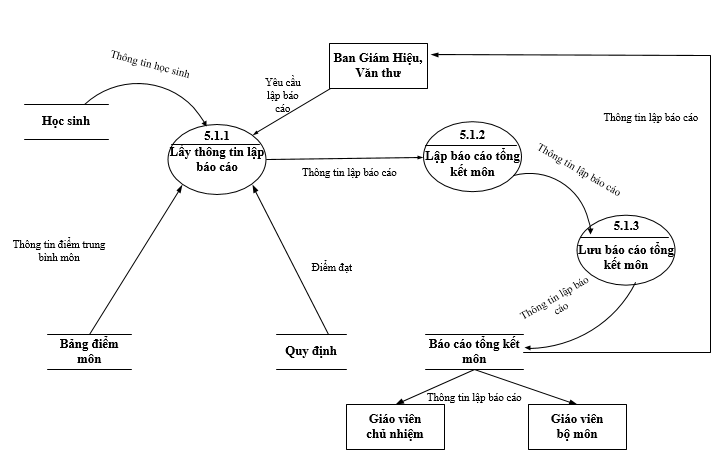 Thông tin học sinh
Ban Giám Hiệu,
Văn thư
Yêu cầu
lập báo
cáo
Học sinh
Thông tin lập báo cáo
5.1.1
Lấy thông tin lập
báo cáo
5.1.2
Lập báo cáo tổng
kết môn
Thông tin lập báo cáo
Thông tin lập báo cáo
5.1.3
Lưu báo cáo tổng
kết môn
Thông tin điểm trung
bình môn
Điểm đạt
Thông tin lập báo
cáo
Bảng điểm
môn
Quy định
Báo cáo tổng kết
môn
Thông tin lập báo cáo
Giáo viên
chủ nhiệm
Giáo viên
bộ môn